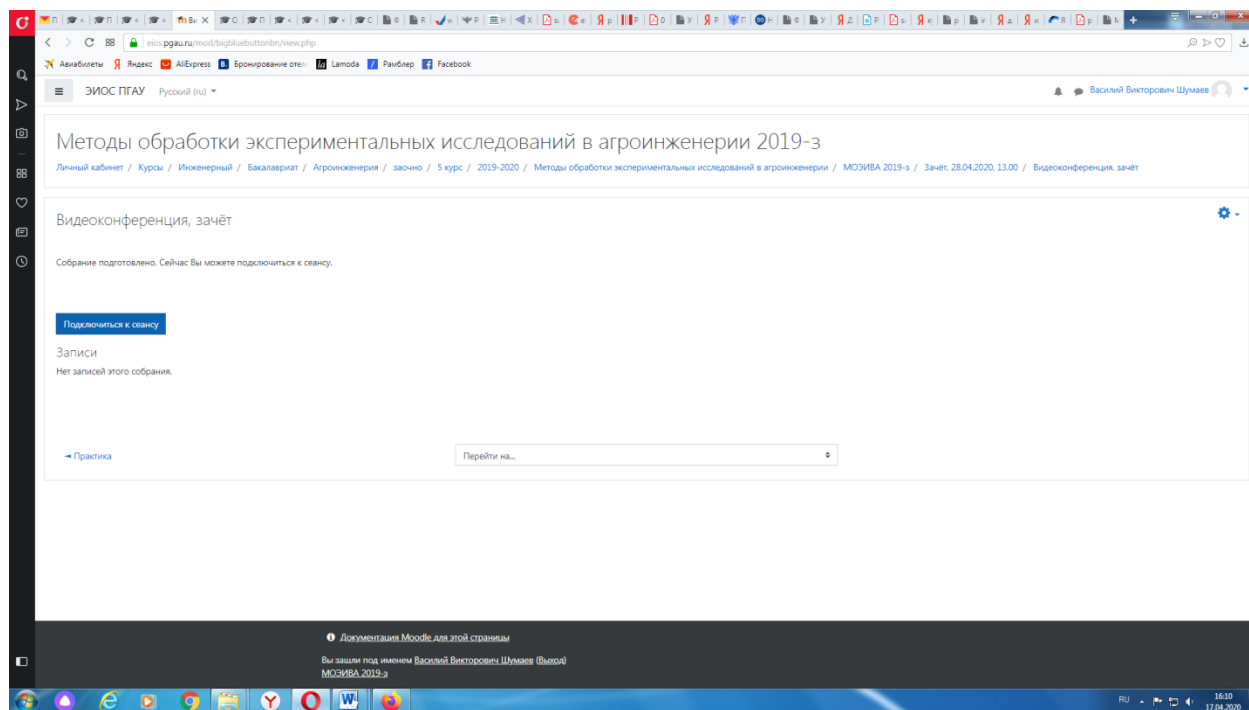 eios.pgau.ru/mod/bigbluebuttonbn/view.php
Авиабилеты Яндекс AliExpress Бронирование отел Lamoda Рамблер Facebook
ЭИОС ПГАУ Русский (ru) Василий Викторович Шумаев
Методы обработки экспериментальных исследований в агроинженерии 2019-з
Личный кабинет / Курсы / Инженерный / Бакалавриат / Агроинженерия / заочно / 5 курс / 2019-2020 / Методы обработки экспериментальных исследований в агроинженерии / МОЭИВА 2019-з / Зачёт. 28.04.2020. 13.00 / Видеоконференция, зачёт
Видеоконференция, зачёт
Собрание подготовлено. Сейчас Вы можете подключиться к сеансу.
Подключиться к сеансу
Записи
Нет записей этого собрания.
◄ Практика Перейти на...
Документация Moodle для этой страницы
Вы зашли под именем Василий Викторович Шумаев (Выход)
МОЭИВА 2019-з
RU 16:10
17.04.2020